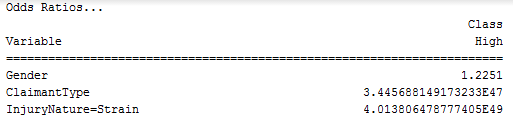 Odds Ratios...
Class
Variable High
=======================================================================
Gender 1.2251
ClaimantType 3.445688149173233E47
InjuryNature=Strain 4.013806478777405E49